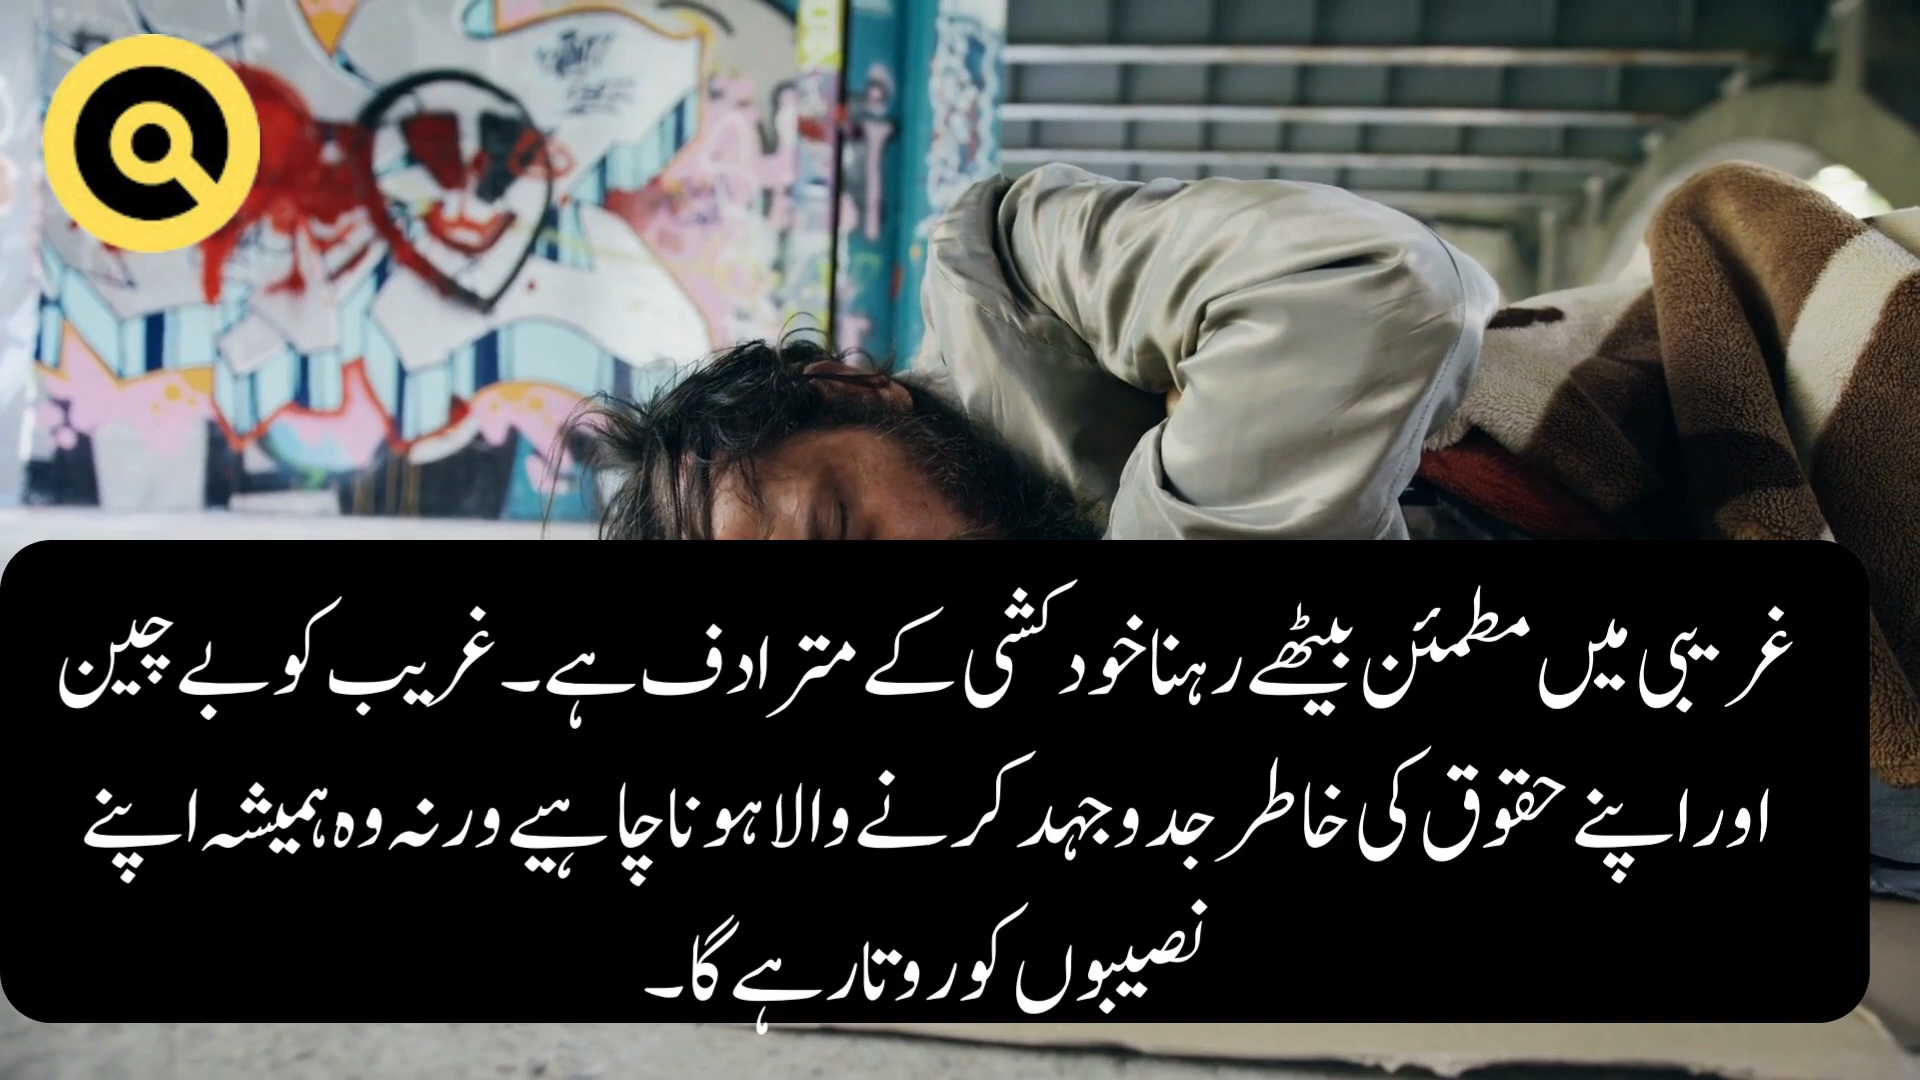 غریبی میں مطمئن بیٹھے رہنا خودکشی کے مترادف ہے۔ غریب کو بے چین
اور اپنے حقوق کی خاطر جدوجہد کرنے والا ہونا چاہیے ورنہ وہ ہمیشہ اپنے
نصیبوں کو روتا رہے گا۔